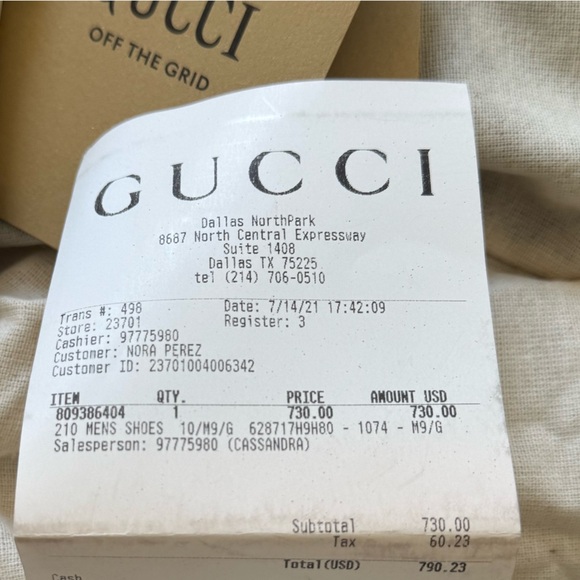 GUCCI
OFF THE GRID
GUCCI
Dallas NorthPark
8687 North Central Expressway
Suite 1408
Dallas TX 75225
tel (214) 706-0510
Trans #: 498 Date: 7/14/21 17:42:09
Store: 23701 Register: 3
Cashier: 97775980
Customer: NORA PEREZ
Customer ID: 23701004006342
ITEM QTY. PRICE AMOUNT USD
809386404 1 730.00 730.00
210 MENS SHOES 10/M9/G 628717H9H80 - 1074 - M9/G
Salesperson: 97775980 (CASSANDRA)
Subtotal 730.00
Tax 60.23
Total(USD) 790.23
Cash